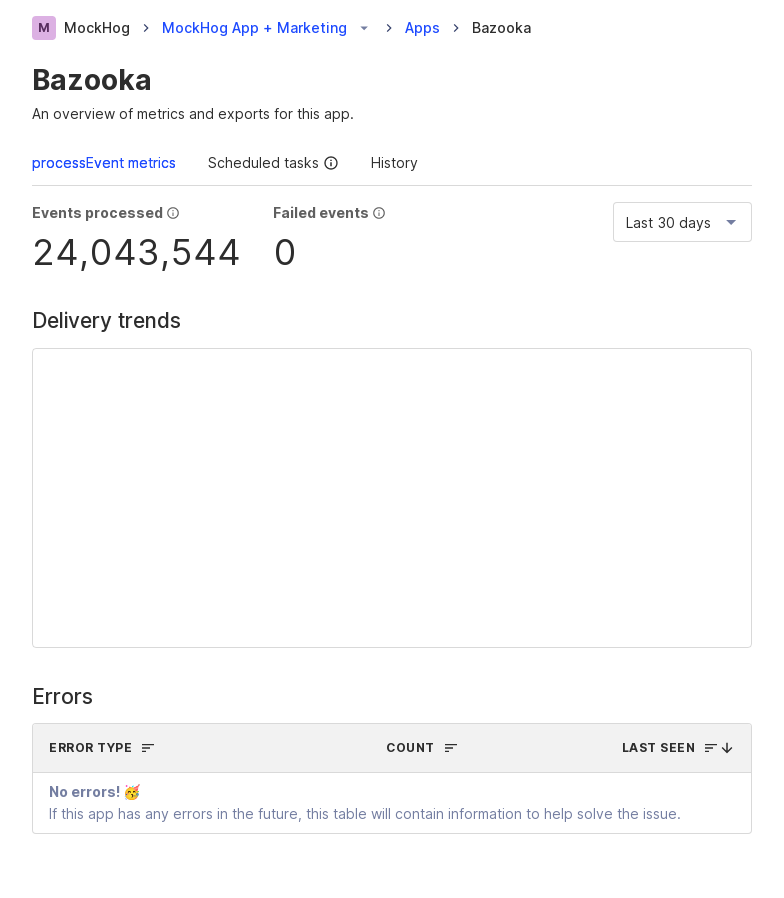 M MockHog > MockHog App + Marketing > Apps > Bazooka
Bazooka
An overview of metrics and exports for this app.
processEvent metrics Scheduled tasks History
Events processed Failed events
Last 30 days
24,043,544 0
Delivery trends
Errors
ERROR TYPE COUNT LAST SEEN
No errors! 🥳
If this app has any errors in the future, this table will contain information to help solve the issue.